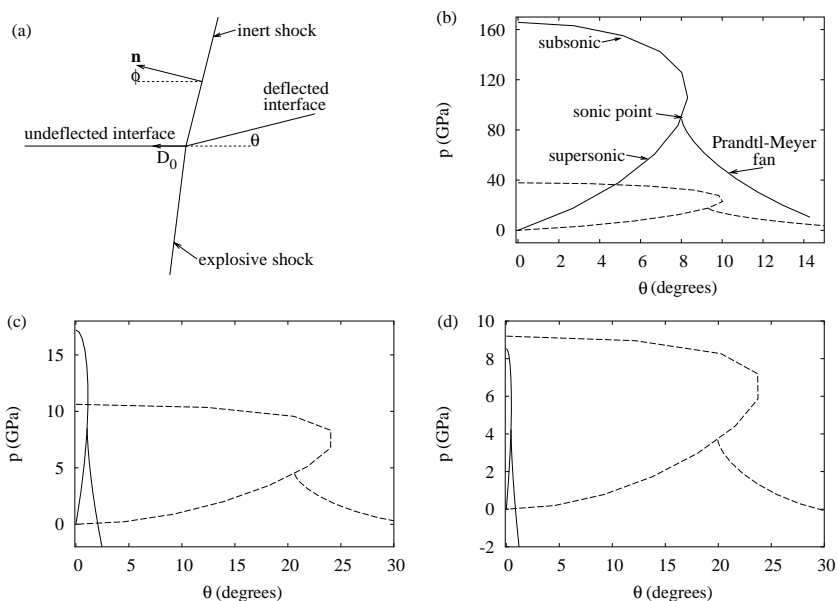 (a)
n
ϕ
inert shock
deflected
interface
undeflected interface
D0
θ
explosive shock
(b)
160
120
80
40
0
p (GPa)
subsonic
sonic point
supersonic
Prandtl-Meyer
fan
0 2 4 6 8 10 12 14
θ (degrees)
(c)
15
10
5
0
p (GPa)
0 5 10 15 20 25 30
θ (degrees)
(d)
10
8
6
4
2
0
-2
p (GPa)
0 5 10 15 20 25 30
θ (degrees)